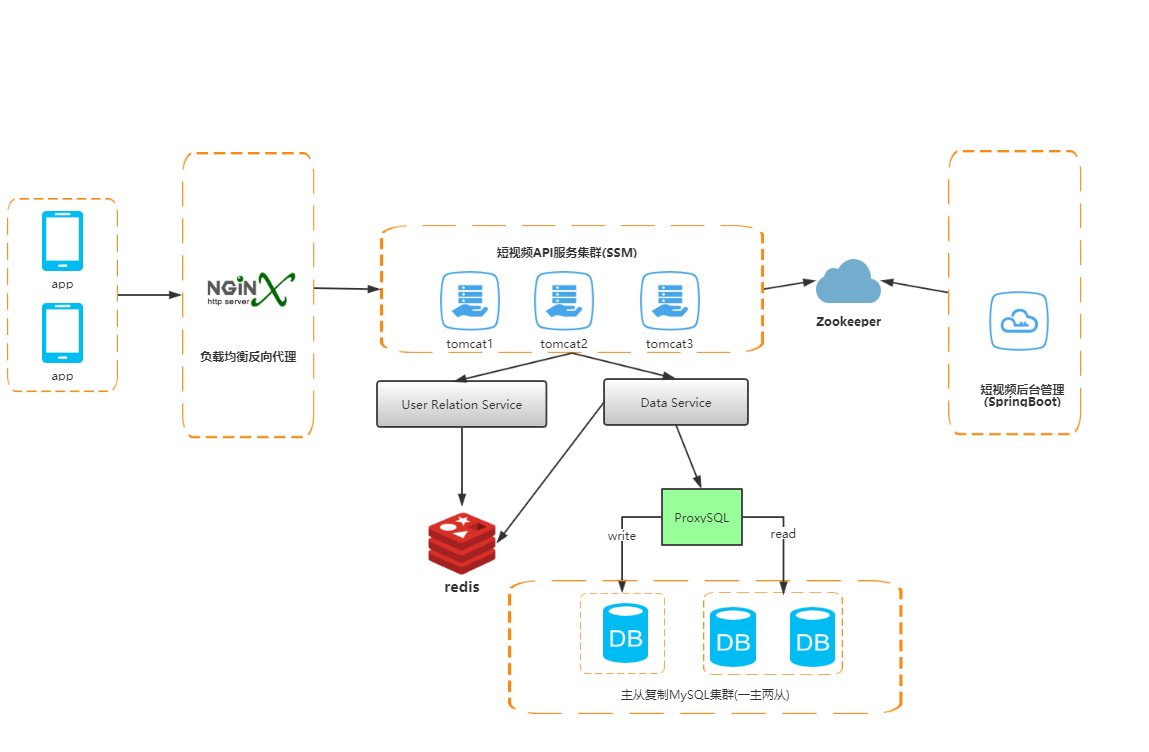 app
app
NGiNX
http server
负载均衡反向代理
短视频API服务集群(SSM)
tomcat1
tomcat2
tomcat3
Zookeeper
短视频后台管理
(SpringBoot)
User Relation Service
Data Service
redis
ProxySQL
write
read
DB
DB
DB
主从复制MySQL集群(一主两从)